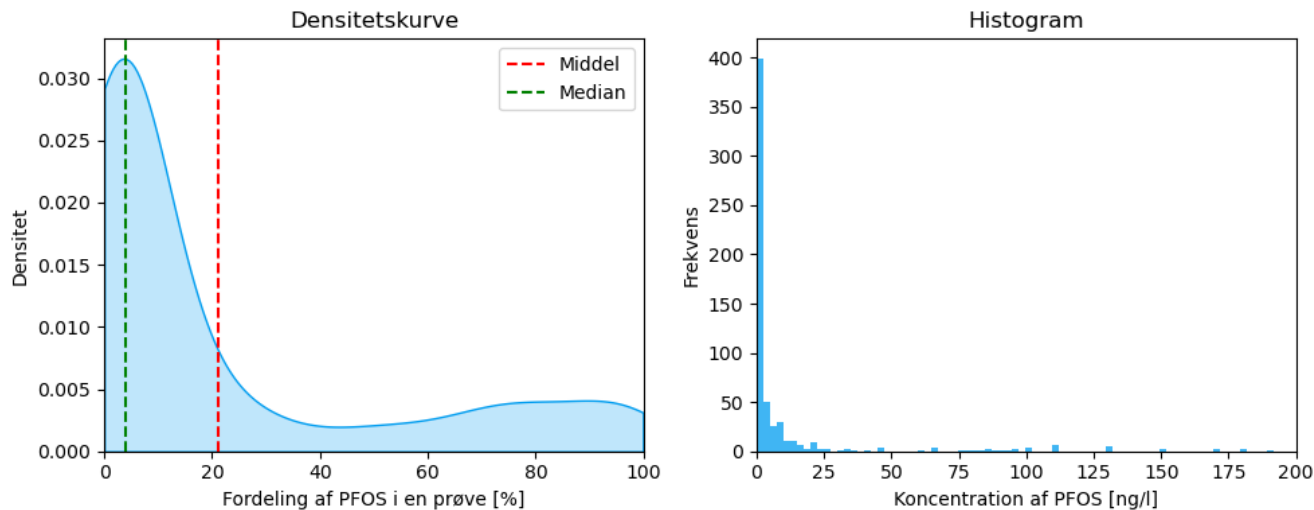 Densitetskurve
0.030
0.025
0.020
0.015
0.010
0.005
0.000
Densitet
Middel
Median
0 20 40 60 80 100
Fordeling af PFOS i en prøve [%]
Histogram
400
350
300
250
200
150
100
50
0
Frekvens
0 25 50 75 100 125 150 175 200
Koncentration af PFOS [ng/l]